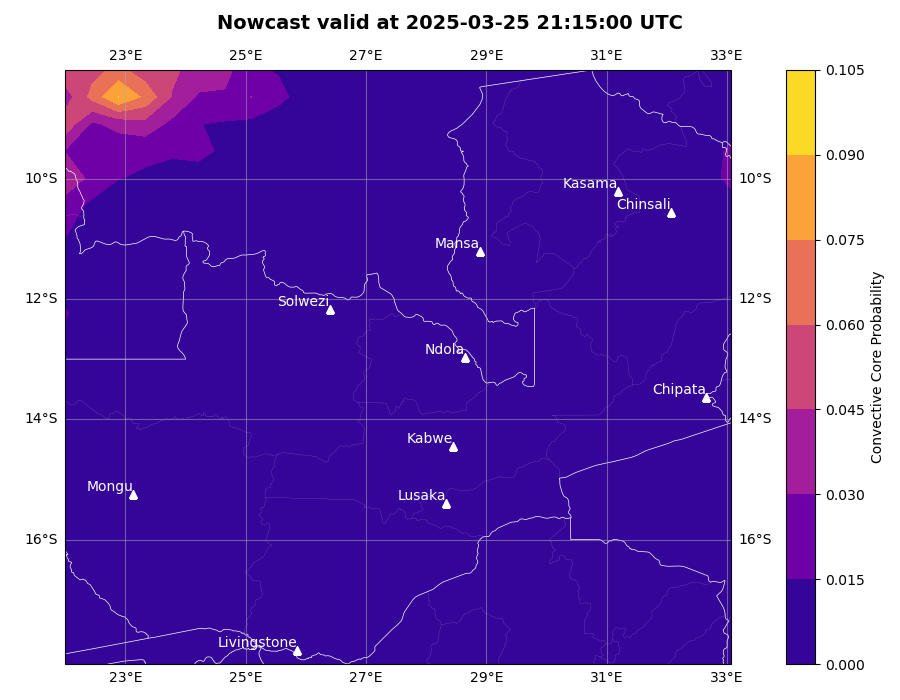 Nowcast valid at 2025-03-25 21:15:00 UTC
23°E 25°E 27°E 29°E 31°E 33°E
0.105
0.090
10°S Kasama 10°S
Chinsali
0.075
Mansa
12°S 12°S
Solwezi
0.060
Ndola
Chipata
0.045
14°S 14°S
Kabwe
Mongu
Lusaka
0.030
16°S 16°S
0.015
Livingstone
0.000
23°E 25°E 27°E 29°E 31°E 33°E
Convective Core Probability